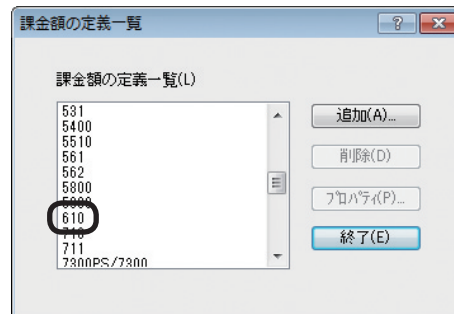 課金額の定義一覧
課金額の定義一覧(L)
531
5400
5510
561
562
5800
610
711
7300PS/7300
追加(A)...
削除(D)
プロパティ(P)...
終了(E)